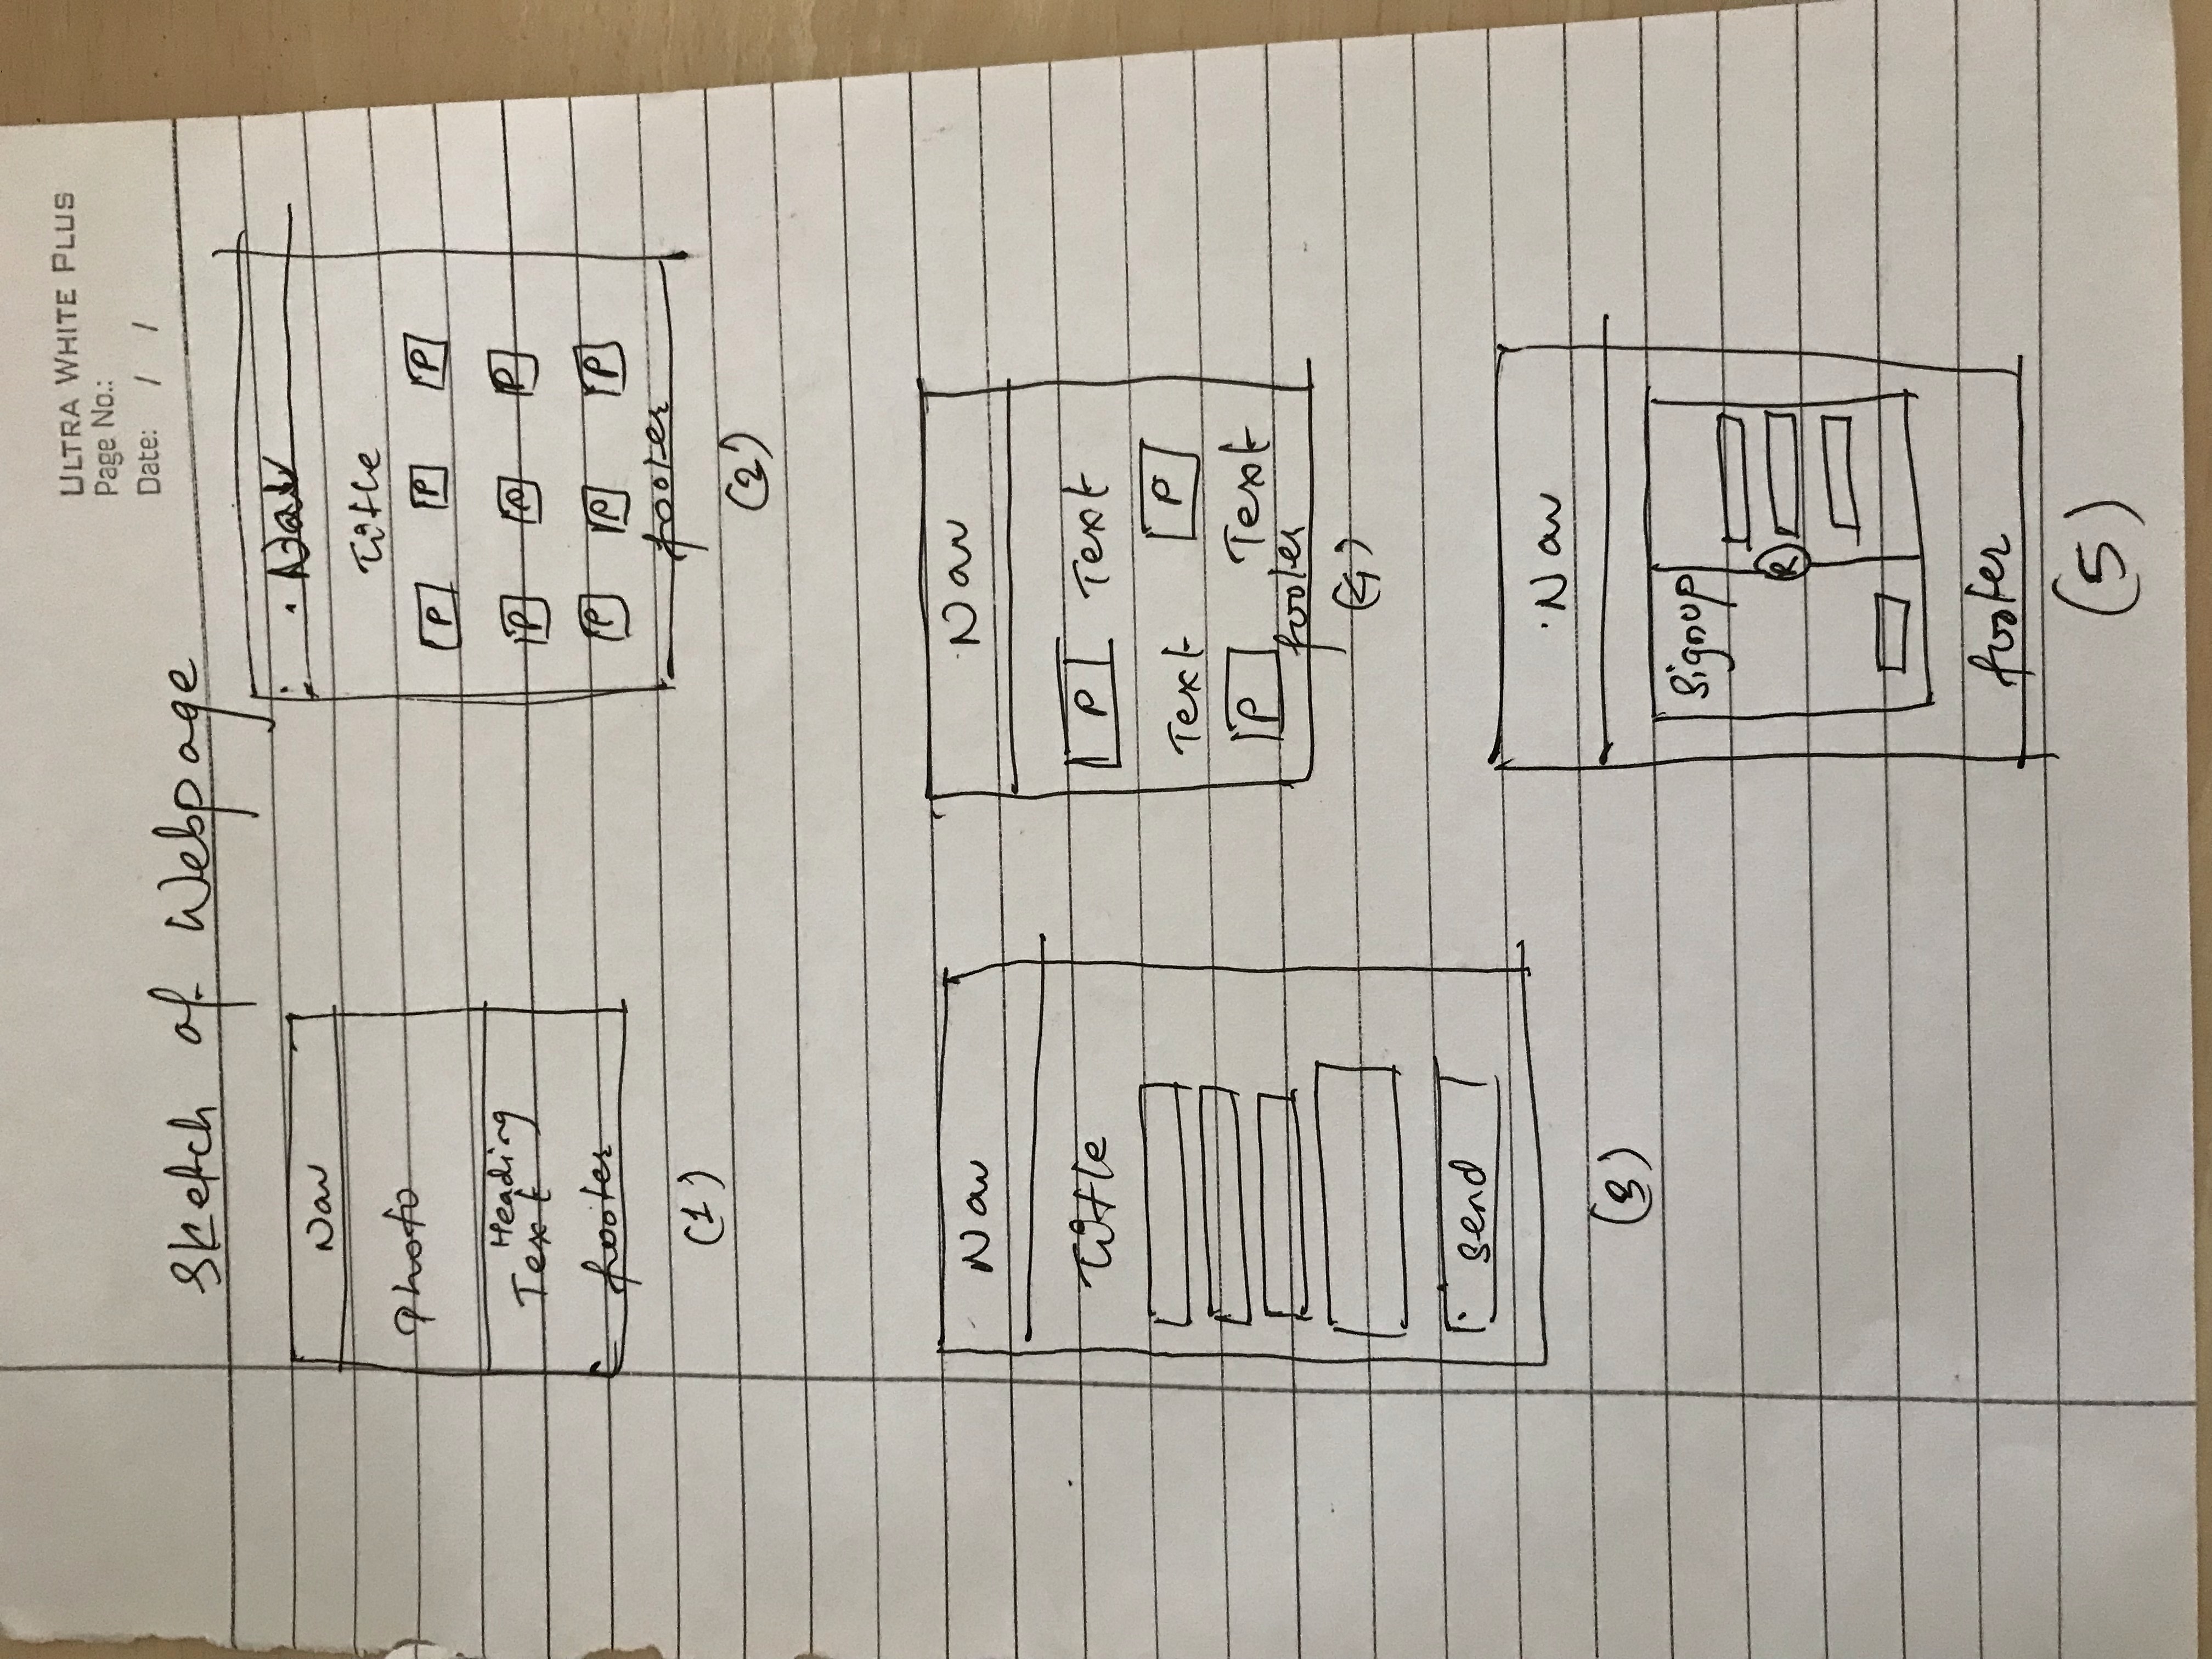 ULTRA WHITE PLUS
Page No.:
Date: / /
Sketch of Webpage
Nav
Photo
Heading
Text
footer
(1)
Nav
Title
P P P
P P P
P P P
footer
(2)
Nav
Title
send
(3)
Nav
P Text
Text P
P Text
footer
(4)
Nav
Signup
R
footer
(5)